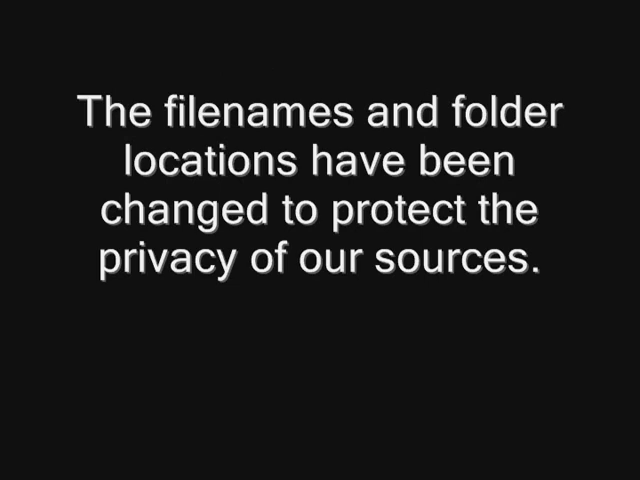 The filenames and folder
locations have been
changed to protect the
privacy of our sources.